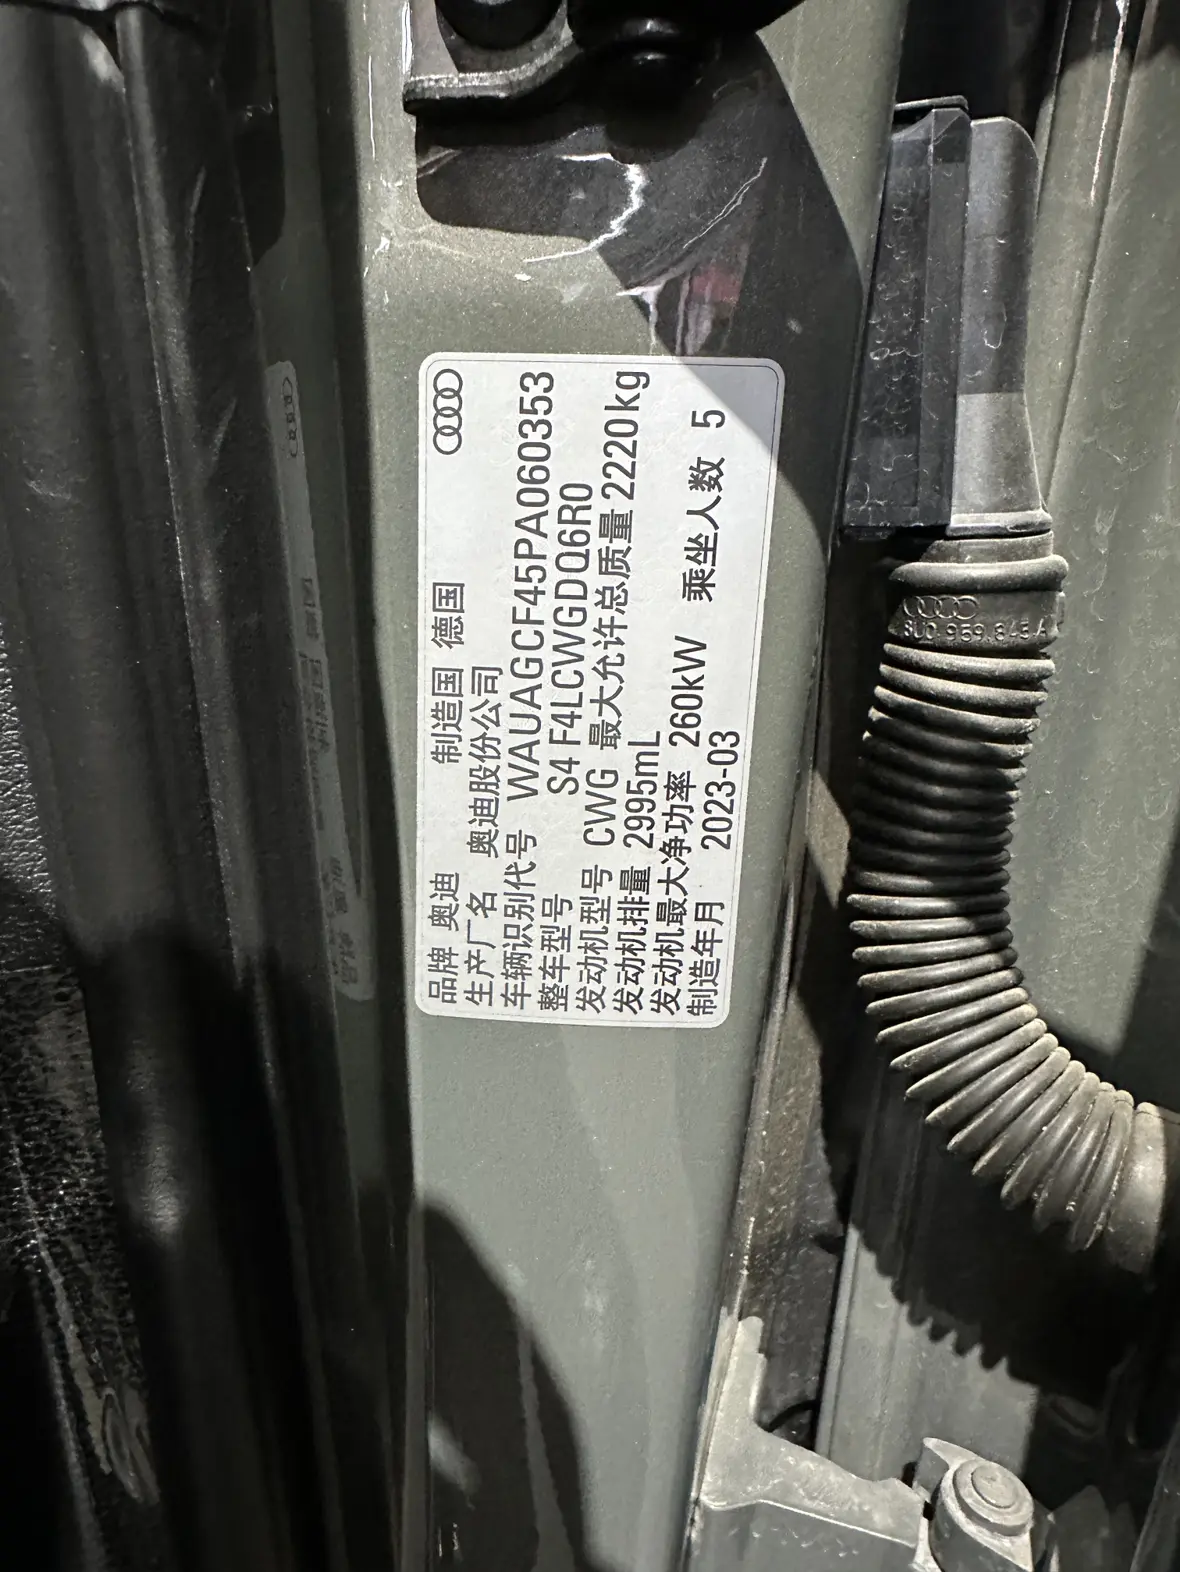 品牌 奥迪 制造国 德国
生产厂名 奥迪股份公司
车辆识别代号 WAUAGCF45PA060353
整车型号 S4 F4LCWGDQ6R0
发动机型号 CWG 最大允许总质量 2220kg
发动机排量 2995mL
发动机最大净功率 260kW 乘坐人数 5
制造年月 2023-03